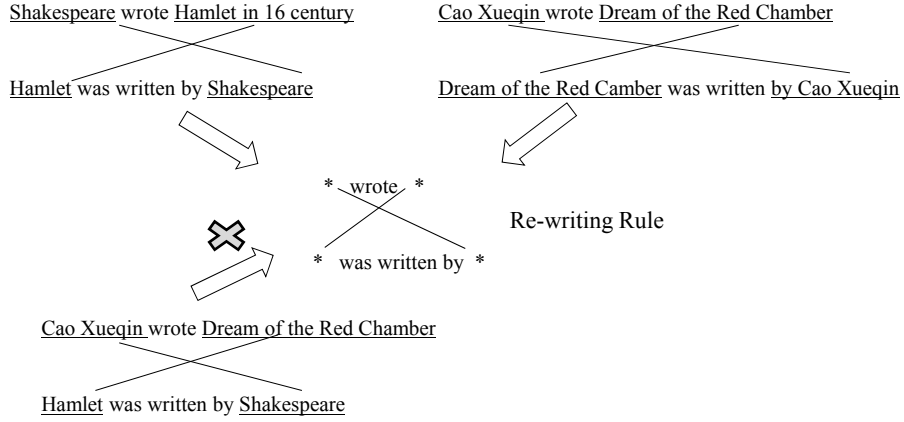 Shakespeare wrote Hamlet in 16 century
Hamlet was written by Shakespeare
Cao Xueqin wrote Dream of the Red Chamber
Dream of the Red Camber was written by Cao Xueqin
* wrote *
* was written by *
Re-writing Rule
Cao Xueqin wrote Dream of the Red Chamber
Hamlet was written by Shakespeare